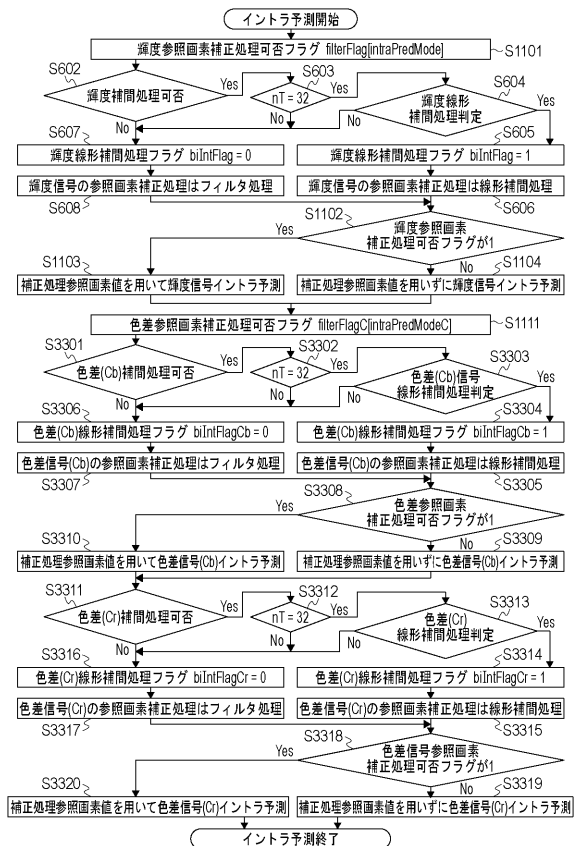 イントラ予測開始
輝度参照画素補正処理可否フラグ filterFlag[intraPredMode]
S1101
S602
輝度補間処理可否
Yes
No
S603
nT = 32
Yes
No
S604
輝度線形
補間処理判定
Yes
No
S607
輝度線形補間処理フラグ biIntFlag = 0
S605
輝度線形補間処理フラグ biIntFlag = 1
輝度信号の参照画素補正処理はフィルタ処理
S608
輝度信号の参照画素補正処理は線形補間処理
S606
S1102
輝度参照画素
補正処理可否フラグが1
Yes
No
S1103
補正処理参照画素値を用いて輝度信号イントラ予測
S1104
補正処理参照画素値を用いずに輝度信号イントラ予測
色差参照画素補正処理可否フラグ filterFlagC[intraPredModeC]
S1111
S3301
色差(Cb)補間処理可否
Yes
No
S3302
nT = 32
Yes
No
S3303
色差(Cb)信号
線形補間処理判定
Yes
No
S3306
色差(Cb)線形補間処理フラグ biIntFlagCb = 0
S3304
色差(Cb)線形補間処理フラグ biIntFlagCb = 1
色差信号(Cb)の参照画素補正処理はフィルタ処理
S3307
色差信号(Cb)の参照画素補正処理は線形補間処理
S3305
S3308
色差参照画素
補正処理可否フラグが1
Yes
No
S3310
補正処理参照画素値を用いて色差信号(Cb)イントラ予測
S3309
補正処理参照画素値を用いずに色差信号(Cb)イントラ予測
S3311
色差(Cr)補間処理可否
Yes
No
S3312
nT = 32
Yes
No
S3313
色差(Cr)
線形補間処理判定
Yes
No
S3316
色差(Cr)線形補間処理フラグ biIntFlagCr = 0
S3314
色差(Cr)線形補間処理フラグ biIntFlagCr = 1
色差信号(Cr)の参照画素補正処理はフィルタ処理
S3317
色差信号(Cr)の参照画素補正処理は線形補間処理
S3315
S3318
色差信号参照画素
補正処理可否フラグが1
Yes
No
S3320
補正処理参照画素値を用いて色差信号(Cr)イントラ予測
S3319
補正処理参照画素値を用いずに色差信号(Cr)イントラ予測
イントラ予測終了